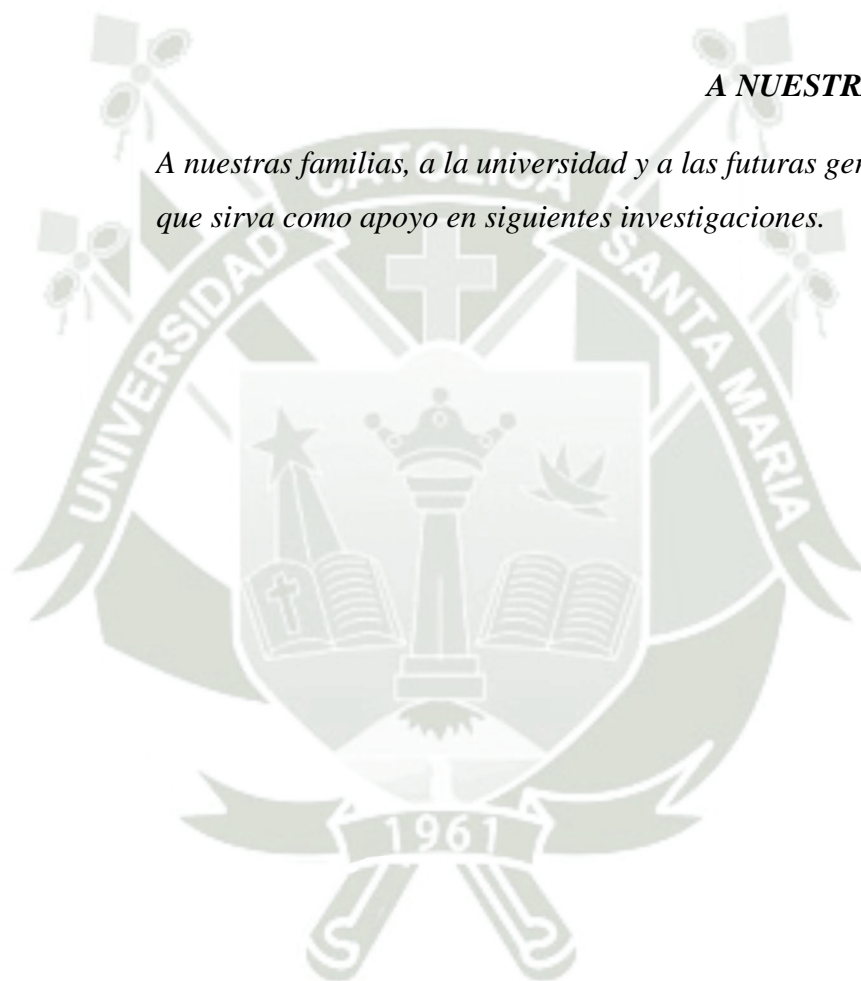 A NUESTR
A nuestras familias, a la universidad y a las futuras ge
que sirva como apoyo en siguientes investigaciones.
UNIVERSIDAD CATOLICA SANTA MARIA
1961